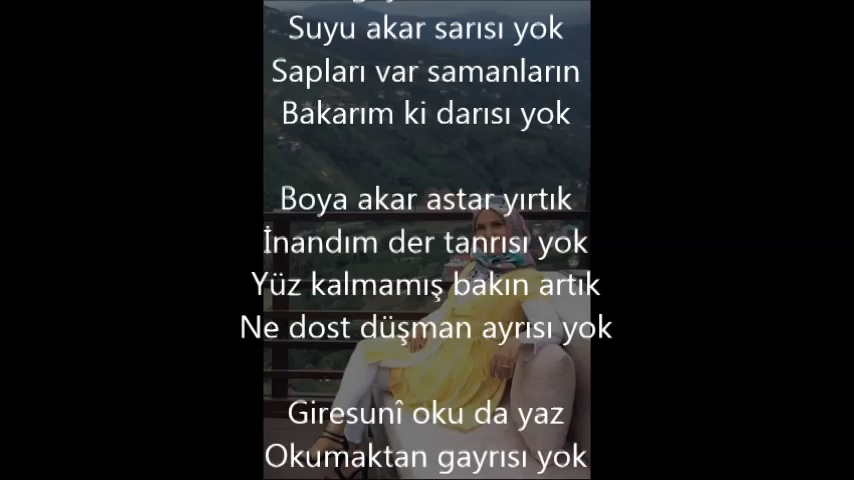 Suyu akar sarısı yok
Sapları var samanların
Bakarım ki darısı yok
Boya akar astar yırtık
İnandım der tanrısı yok
Yüz kalmamış bakın artık
Ne dost düşman ayrısı yok
Giresunî oku da yaz
Okumaktan gayrısı yok